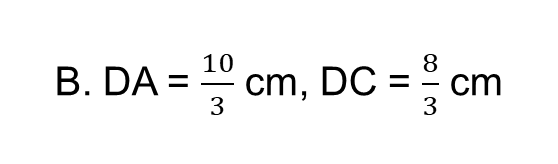 B. DA = 10/3 cm, DC = 8/3 cm